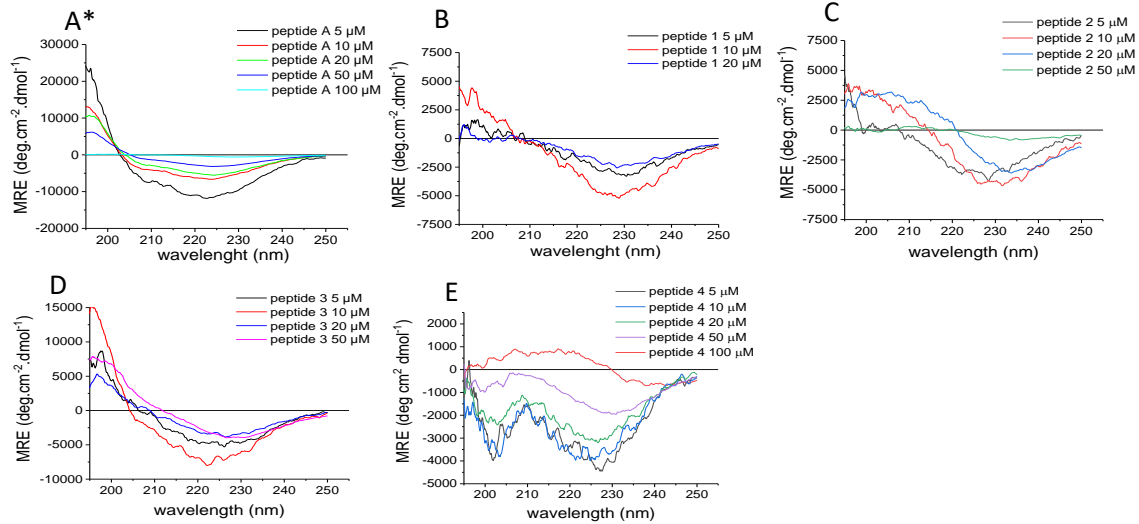 A*
peptide A 5 µM
peptide A 10 µM
peptide A 20 µM
peptide A 50 µM
peptide A 100 µM
30000
20000
10000
0
-10000
-20000
MRE (deg.cm⁻².dmol⁻¹)
200 210 220 230 240 250
wavelenght (nm)
B
peptide 1 5 µM
peptide 1 10 µM
peptide 1 20 µM
7500
5000
2500
0
-2500
-5000
-7500
MRE (deg.cm⁻².dmol⁻¹)
200 210 220 230 240 250
wavelength (nm)
C
peptide 2 5 µM
peptide 2 10 µM
peptide 2 20 µM
peptide 2 50 µM
7500
5000
2500
0
-2500
-5000
-7500
MRE (deg.cm⁻².dmol⁻¹)
200 210 220 230 240 250
wavelength (nm)
D
peptide 3 5 µM
peptide 3 10 µM
peptide 3 20 µM
peptide 3 50 µM
15000
10000
5000
0
-5000
-10000
MRE (deg.cm⁻².dmol⁻¹)
200 210 220 230 240 250
wavelength (nm)
E
peptide 4 5 µM
peptide 4 10 µM
peptide 4 20 µM
peptide 4 50 µM
peptide 4 100 µM
2000
1000
0
-1000
-2000
-3000
-4000
-5000
MRE (deg cm² dmol⁻¹)
200 210 220 230 240 250
wavelength (nm)